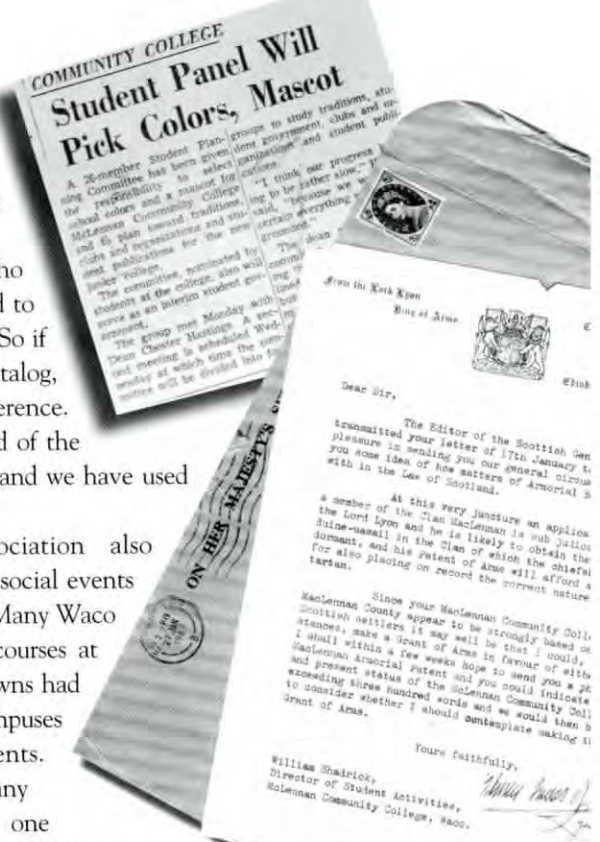 COMMUNITY COLLEGE
Student Panel Will
Pick Colors, Mascot
A 26-member Student Plan-
ning Committee has been given
the responsibility to select
school colors and a mascot for
McLennan Community College
and to plan toward traditions,
clubs and organizations and stu-
dent publications for the new
junior college.
The committee, nominated by
students at the college, also will
serve as an interim student gov-
ernment.
The group met Monday with
Dean Chester Hastings. A sec-
ond meeting is scheduled Wed-
nesday at which time the com-
mittee will be divided into
groups to study traditions, stu-
dent government, clubs and or-
ganizations and student publi-
cations.
"I think our progress
ing to be rather slow,"
said, "because we
certain everything
grounded."
The dean
ho
d to
So if
talog,
erence.
d of the
and we have used
ociation also
social events
Many Waco
courses at
wns had
puses
ents.
any
one
ON HER MAJESTY'S
From the Lord Lyon
King of Arms
Dear Sir,
The Editor of the Scottish Gen
transmitted your letter of 17th January t
pleasure in sending you our general circu
you some idea of how matters of Armorial B
with in the Law of Scotland.
At this very juncture an applica
a member of the Clan MacLennan is sub judice
the Lord Lyon and he is likely to obtain the
duine-uasail in the Clan of which the chiefs
dormant, and his Patent of Arms will afford a
for also placing on record the correct nature
tartan.
Since your MacLennan Community Coll
MacLennan County appear to be strongly based on
Scottish settlers it may well be that I could,
stances, make a Grant of Arms in favour of eith
I shall within a few weeks hope to send you a ph
MacLennan Armorial Patent and you could indicate
and present status of the McLennan Community Coll
exceeding three hundred words and we would then b
to consider whether I should contemplate making t
Grant of Arms.
Yours faithfully,
William Shadrick,
Director of Student Activities,
McLennan Community College, Waco.